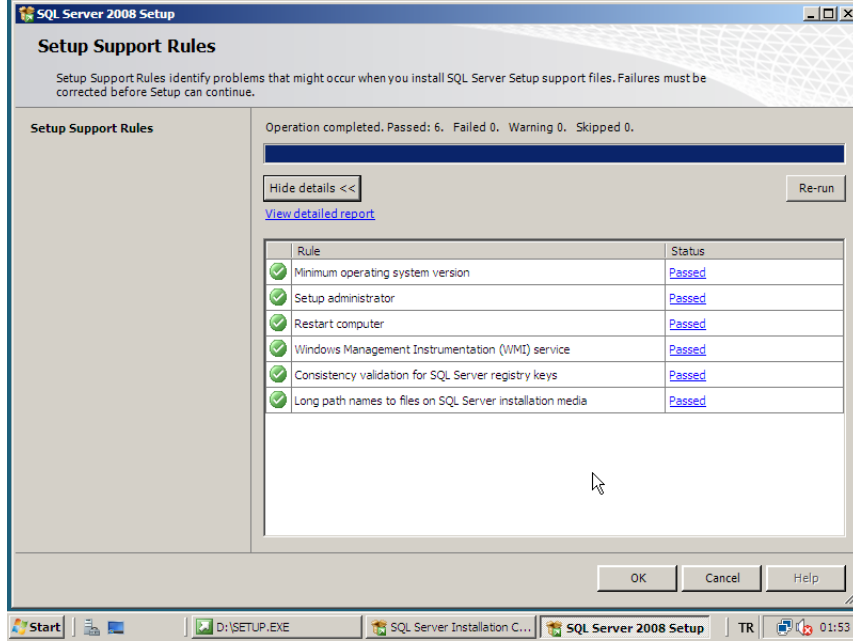 SQL Server 2008 Setup
Setup Support Rules
Setup Support Rules identify problems that might occur when you install SQL Server Setup support files. Failures must be
corrected before Setup can continue.
Setup Support Rules
Operation completed. Passed: 6.   Failed 0.   Warning 0.   Skipped 0.
Hide details <<
Re-run
View detailed report
Rule
Status
Minimum operating system version
Passed
Setup administrator
Passed
Restart computer
Passed
Windows Management Instrumentation (WMI) service
Passed
Consistency validation for SQL Server registry keys
Passed
Long path names to files on SQL Server installation media
Passed
OK
Cancel
Help
Start
D:\SETUP.EXE
SQL Server Installation C...
SQL Server 2008 Setup
TR
01:53